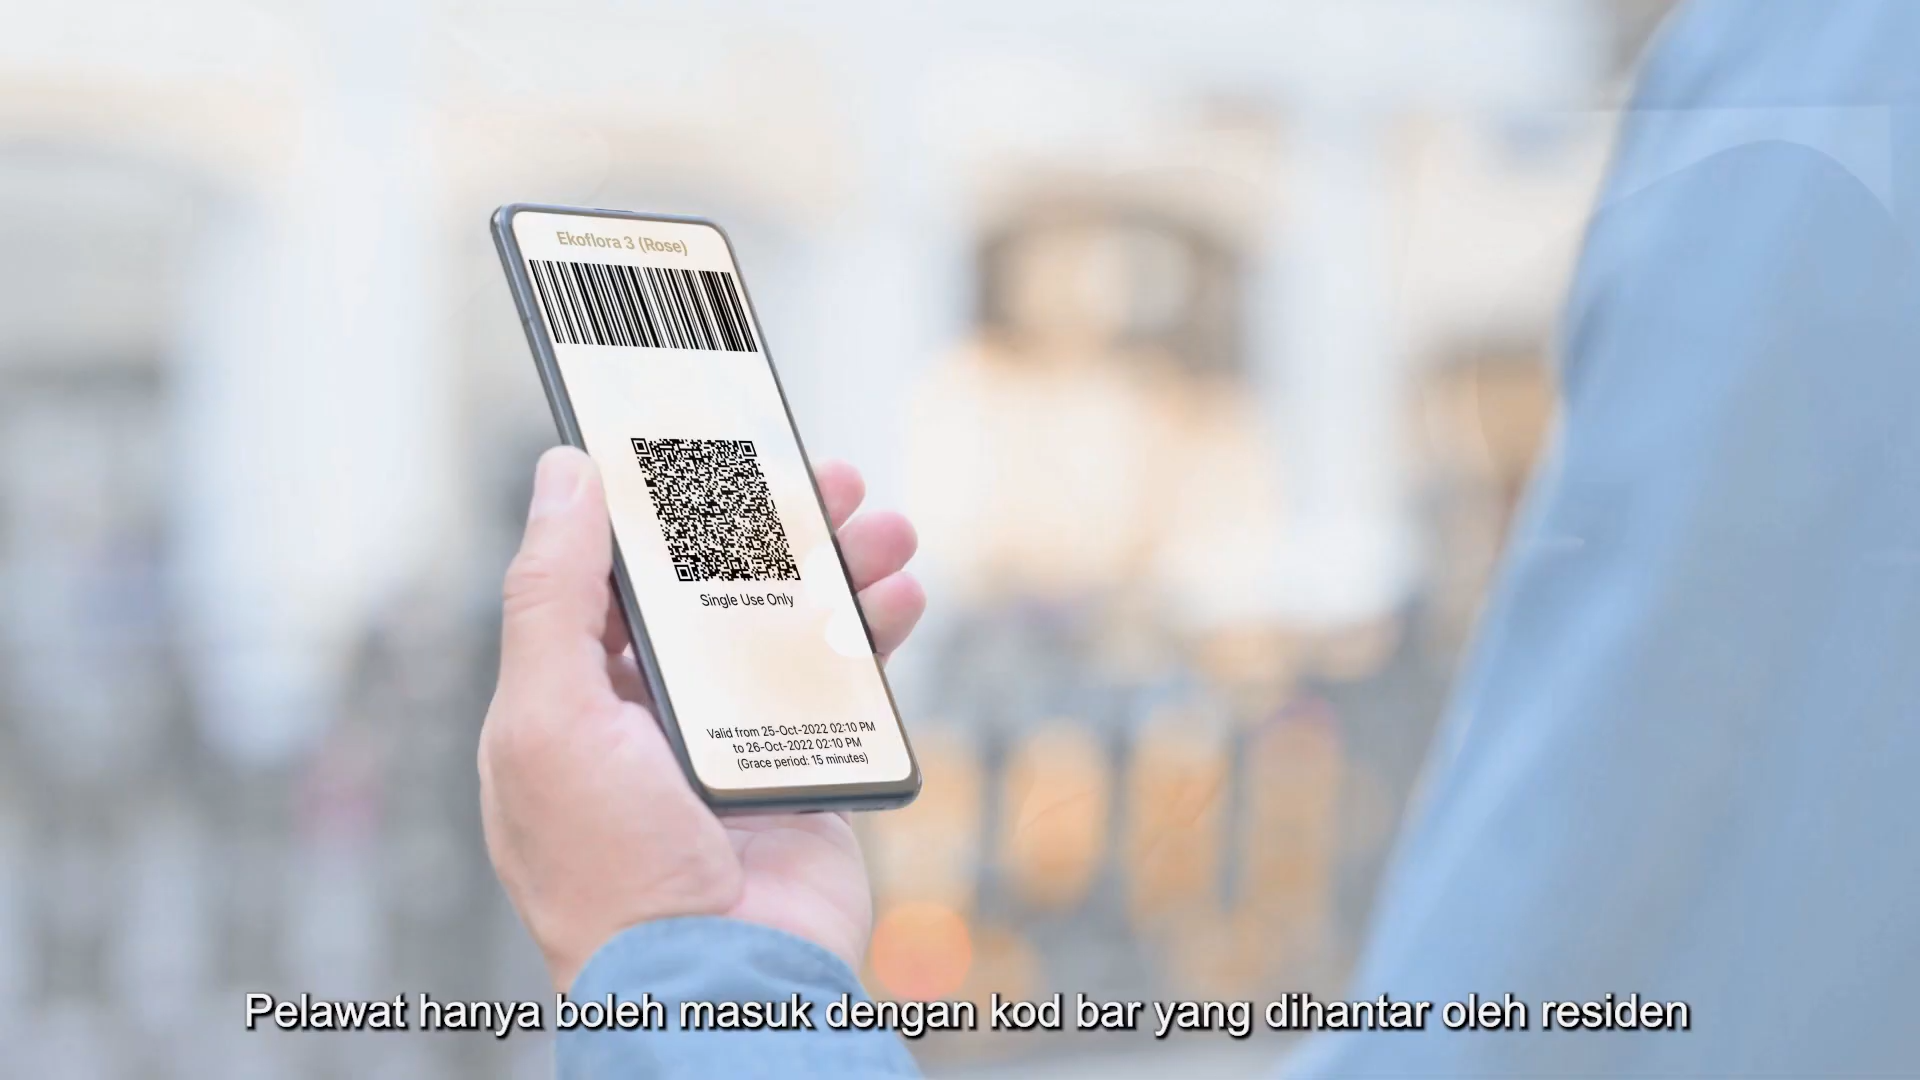 Ekoflora 3 (Rose)
Single Use Only
Valid from 25-Oct-2022 02:10 PM
to 26-Oct-2022 02:10 PM
(Grace period: 15 minutes)
Pelawat hanya boleh masuk dengan kod bar yang dihantar oleh residen